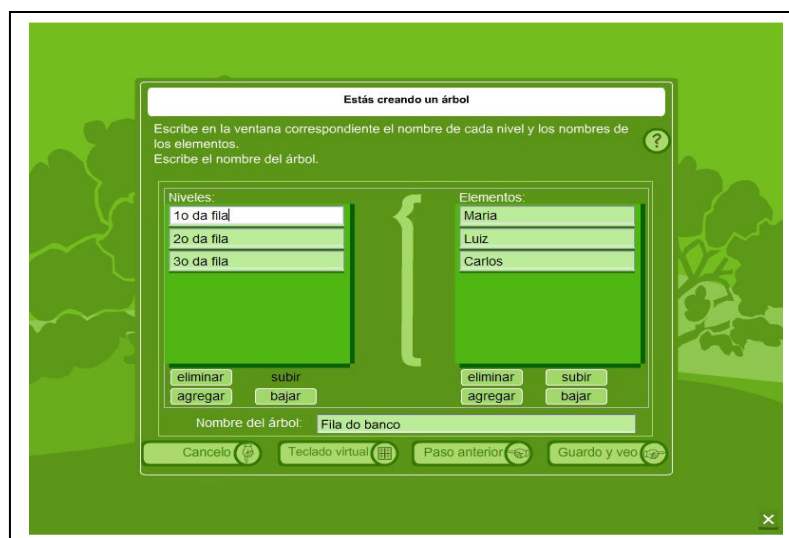 Estás creando un árbol
Escribe en la ventana correspondiente el nombre de cada nivel y los nombres de
los elementos.
Escribe el nombre del árbol.
?
Niveles:
1o da fila
2o da fila
3o da fila
eliminar subir
agregar bajar
Elementos:
Maria
Luiz
Carlos
eliminar subir
agregar bajar
Nombre del árbol: Fila do banco
Cancelo Teclado virtual Paso anterior Guardo y veo